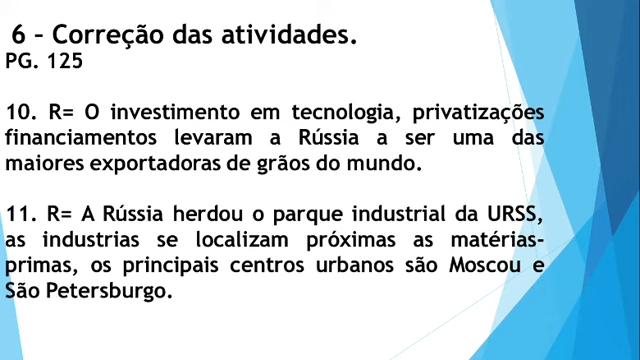 6 – Correção das atividades.
PG. 125
10. R= O investimento em tecnologia, privatizações
financiamentos levaram a Rússia a ser uma das
maiores exportadoras de grãos do mundo.
11. R= A Rússia herdou o parque industrial da URSS,
as industrias se localizam próximas as matérias-
primas, os principais centros urbanos são Moscou e
São Petersburgo.